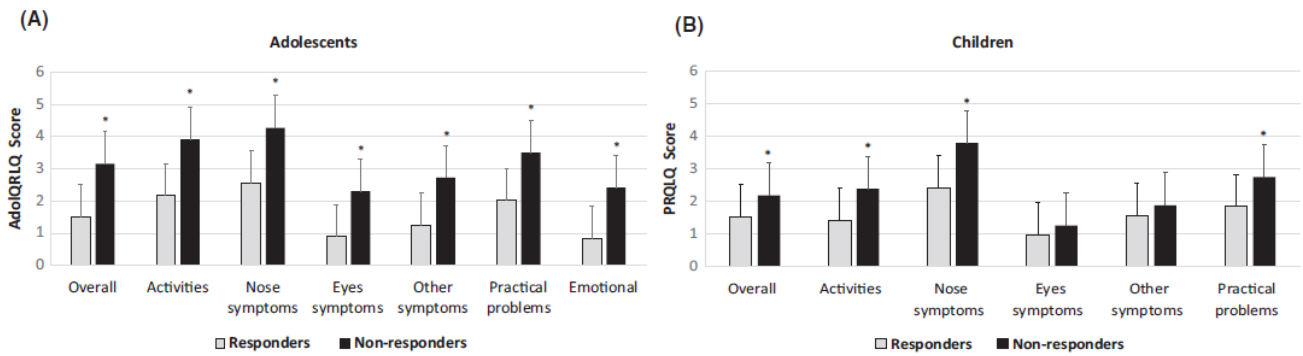 (A)
Adolescents
AdolQRLQ Score
6
5
4
3
2
1
0
* * * * * * *
Overall Activities Nose symptoms Eyes symptoms Other symptoms Practical problems Emotional
Responders Non-responders
(B)
Children
PRQLQ Score
6
5
4
3
2
1
0
* * * *
Overall Activities Nose symptoms Eyes symptoms Other symptoms Practical problems
Responders Non-responders